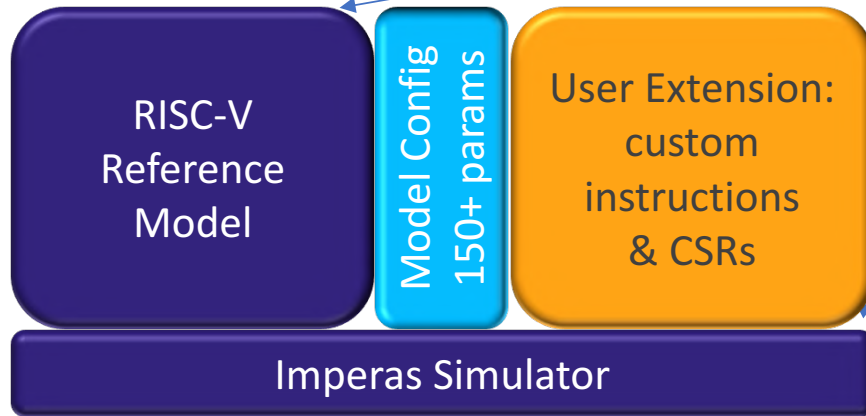 RISC-V
Reference
Model
Model Config
150+ params
User Extension:
custom
instructions
& CSRs
Imperas Simulator